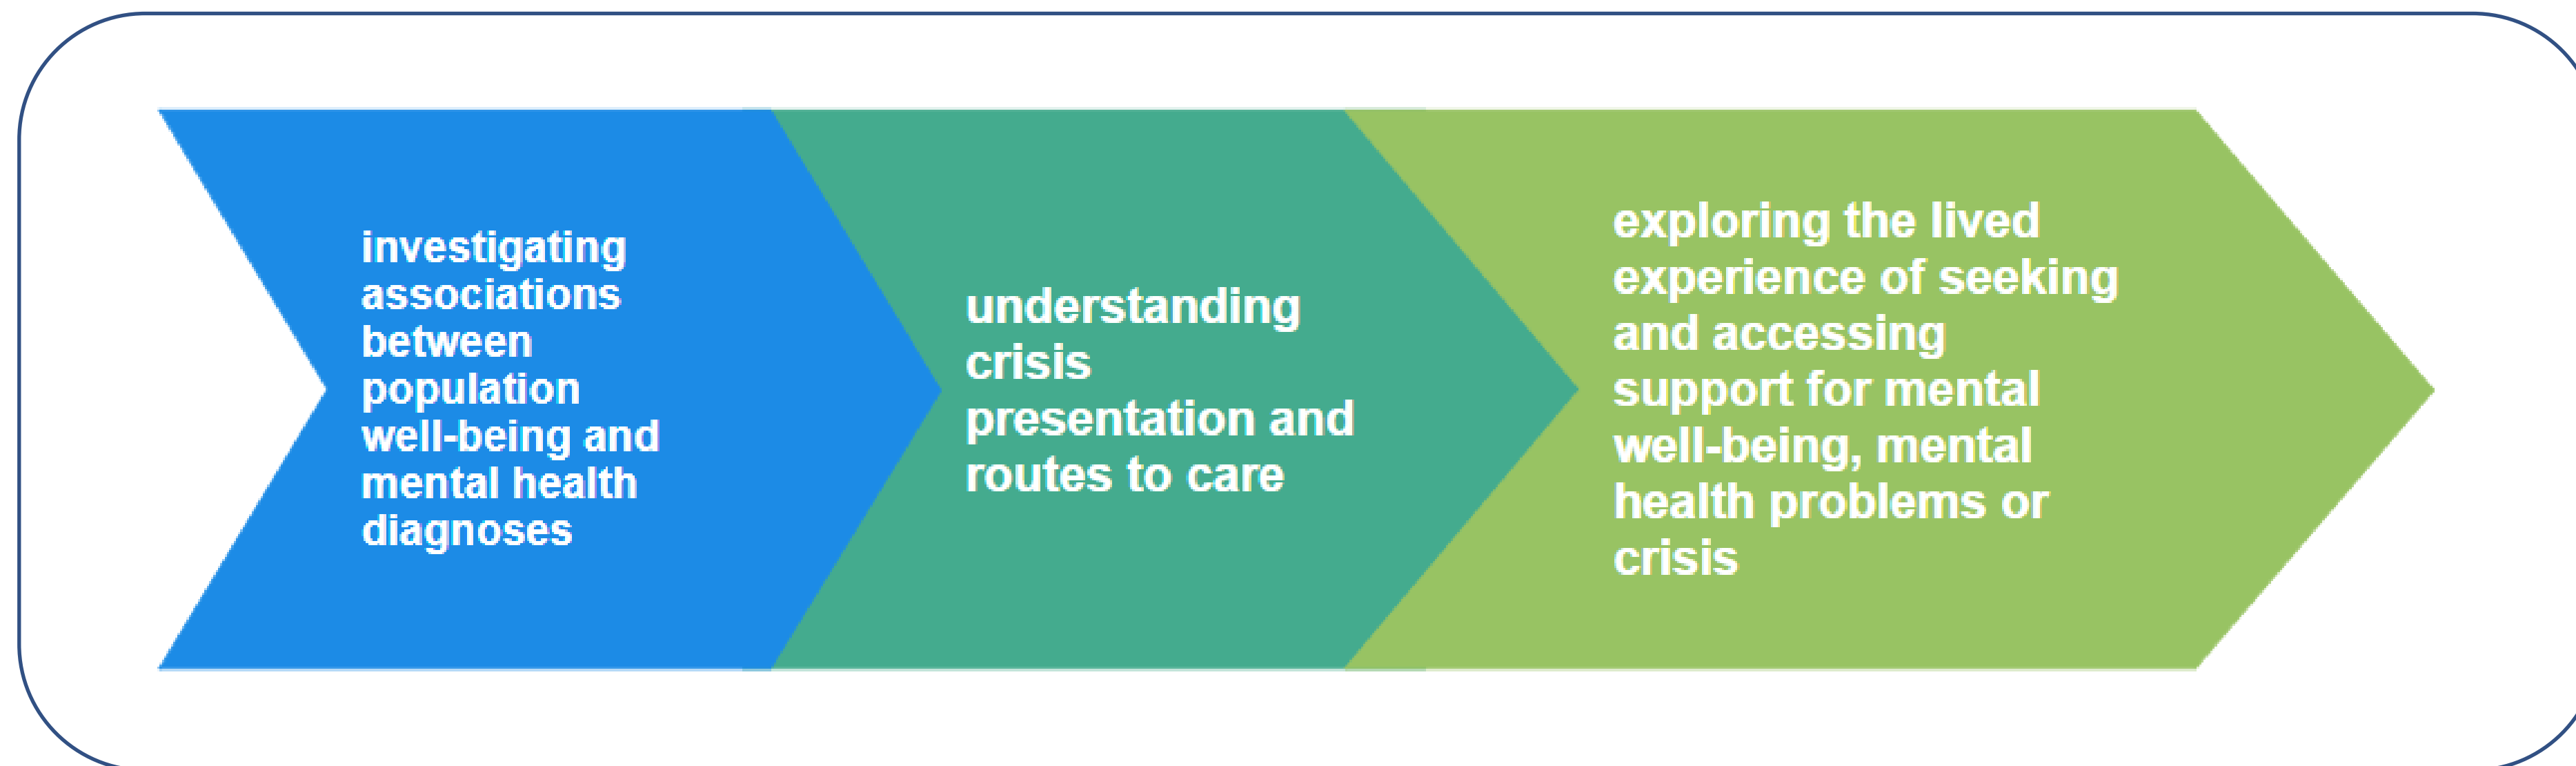 investigating
associations
between
population
well-being and
mental health
diagnoses
understanding
crisis
presentation and
routes to care
exploring the lived
experience of seeking
and accessing
support for mental
well-being, mental
health problems or
crisis